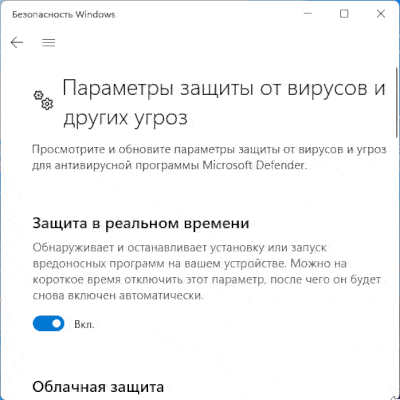 Безопасность Windows
Параметры защиты от вирусов и
других угроз
Просмотрите и обновите параметры защиты от вирусов и угроз
для антивирусной программы Microsoft Defender.
Защита в реальном времени
Обнаруживает и останавливает установку или запуск
вредоносных программ на вашем устройстве. Можно на
короткое время отключить этот параметр, после чего он будет
снова включен автоматически.
Вкл.
Облачная защита